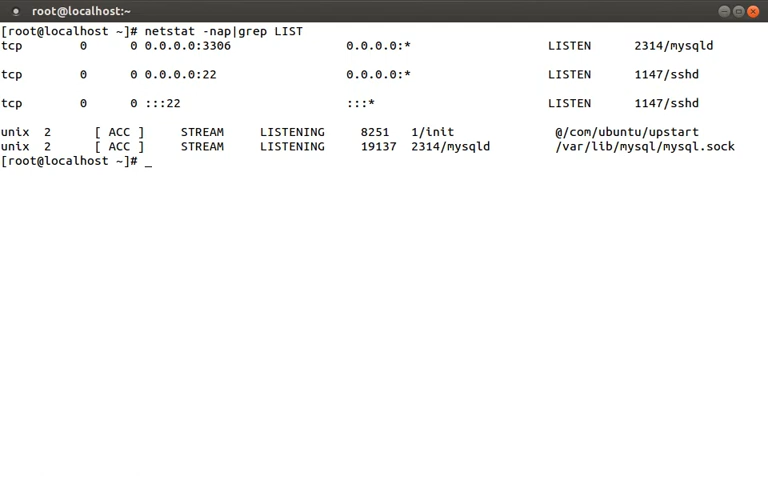 root@localhost:~
[root@localhost ~]# netstat -nap|grep LIST
tcp        0      0 0.0.0.0:3306                0.0.0.0:*                   LISTEN      2314/mysqld
tcp        0      0 0.0.0.0:22                  0.0.0.0:*                   LISTEN      1147/sshd
tcp        0      0 :::22                       :::*                        LISTEN      1147/sshd
unix  2      [ ACC ]     STREAM     LISTENING     8251   1/init              @/com/ubuntu/upstart
unix  2      [ ACC ]     STREAM     LISTENING     19137  2314/mysqld         /var/lib/mysql/mysql.sock
[root@localhost ~]# _